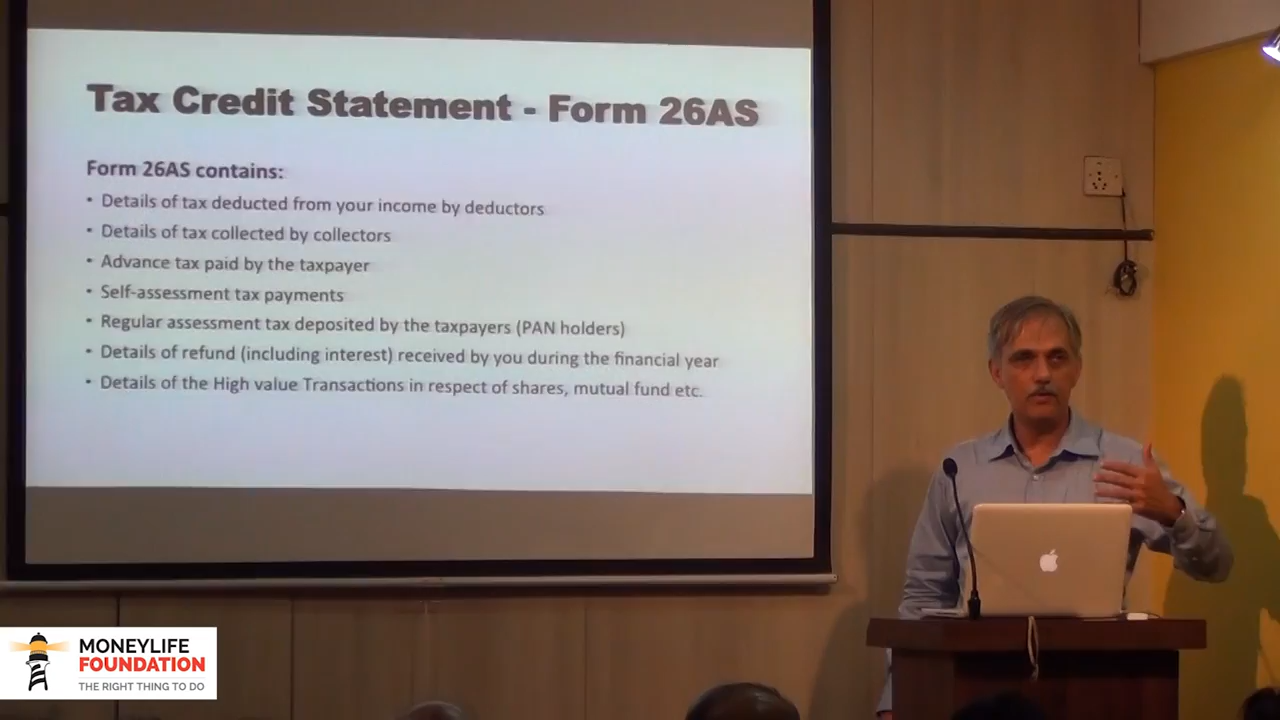 Tax Credit Statement - Form 26AS
Form 26AS contains:
• Details of tax deducted from your income by deductors
• Details of tax collected by collectors
• Advance tax paid by the taxpayer
• Self-assessment tax payments
• Regular assessment tax deposited by the taxpayers (PAN holders)
• Details of refund (including interest) received by you during the financial year
• Details of the High value Transactions in respect of shares, mutual fund etc.
MONEYLIFE
FOUNDATION
THE RIGHT THING TO DO